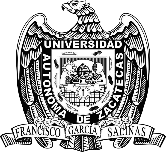 UNIVERSIDAD
AUTÓNOMA
DE ZACATECAS
FRANCISCO GARCÍA SALINAS